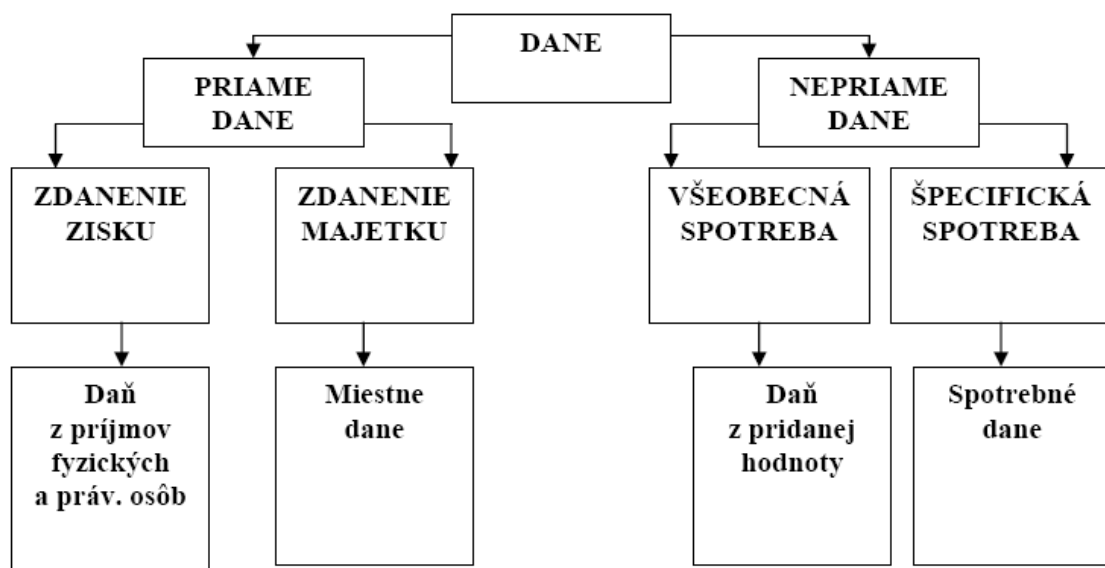 DANE
PRIAME
DANE
NEPRIAME
DANE
ZDANENIE
ZISKU
ZDANENIE
MAJETKU
VŠEOBECNÁ
SPOTREBA
ŠPECIFICKÁ
SPOTREBA
Daň
z príjmov
fyzických
a práv. osôb
Miestne
dane
Daň
z pridanej
hodnoty
Spotrebné
dane